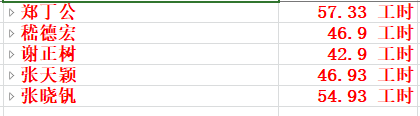 郑丁公 57.33 工时
嵇德宏 46.9 工时
谢正树 42.9 工时
张天颖 46.93 工时
张晓钒 54.93 工时